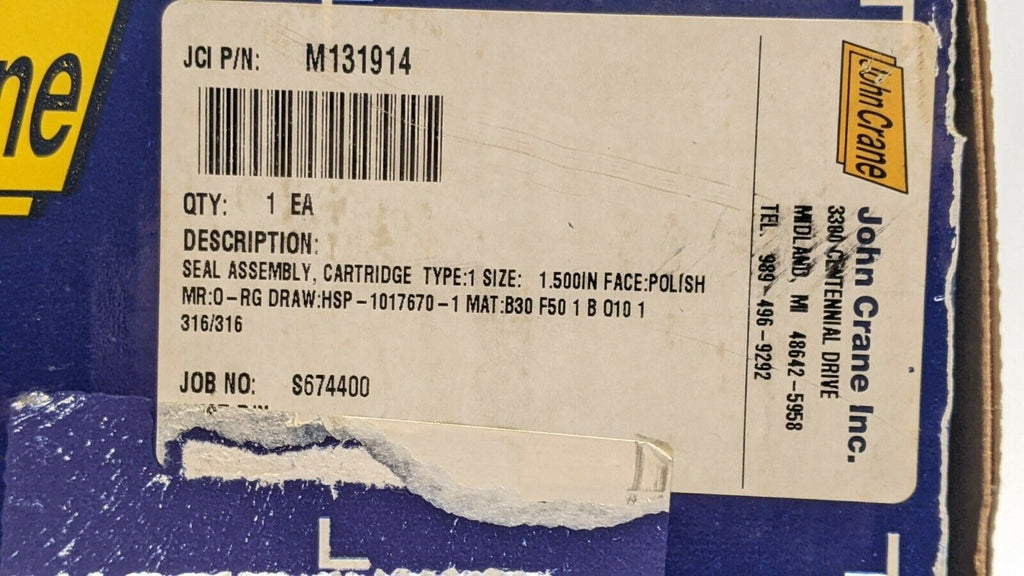 ne
JCI P/N: M131914
QTY: 1 EA
DESCRIPTION:
SEAL ASSEMBLY, CARTRIDGE TYPE:1 SIZE: 1.500IN FACE:POLISH
MR:O-RG DRAW:HSP-1017670-1 MAT:B30 F50 1 B O10 1
316/316
JOB NO: S674400
John Crane
John Crane Inc.
3300 CENTENNIAL DRIVE
MIDLAND, MI 48642-5958
TEL. 989-496-9292